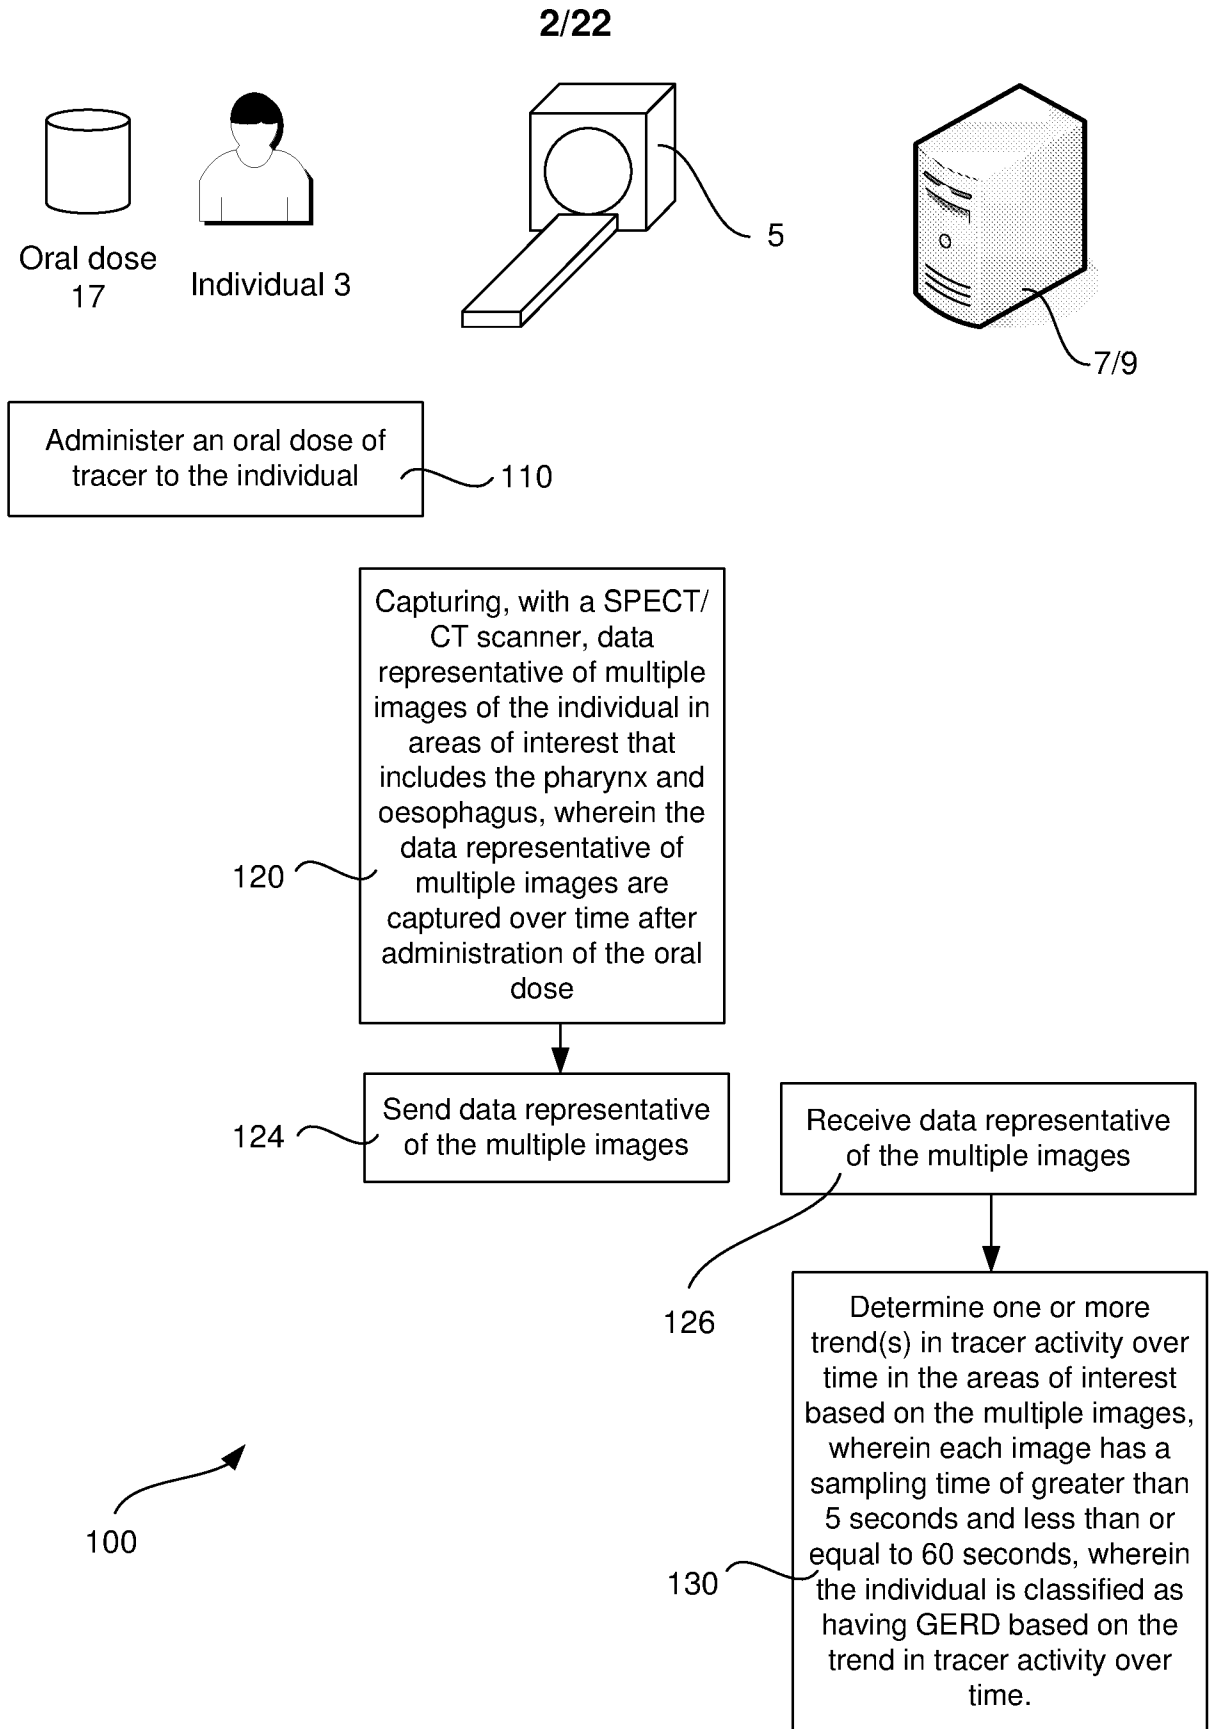 2/22
Oral dose
17
Individual 3
5
7/9
Administer an oral dose of
tracer to the individual
110
Capturing, with a SPECT/
CT scanner, data
representative of multiple
images of the individual in
areas of interest that
includes the pharynx and
oesophagus, wherein the
data representative of
multiple images are
captured over time after
administration of the oral
dose
120
Send data representative
of the multiple images
124
Receive data representative
of the multiple images
126
Determine one or more
trend(s) in tracer activity over
time in the areas of interest
based on the multiple images,
wherein each image has a
sampling time of greater than
5 seconds and less than or
equal to 60 seconds, wherein
the individual is classified as
having GERD based on the
trend in tracer activity over
time.
130
100